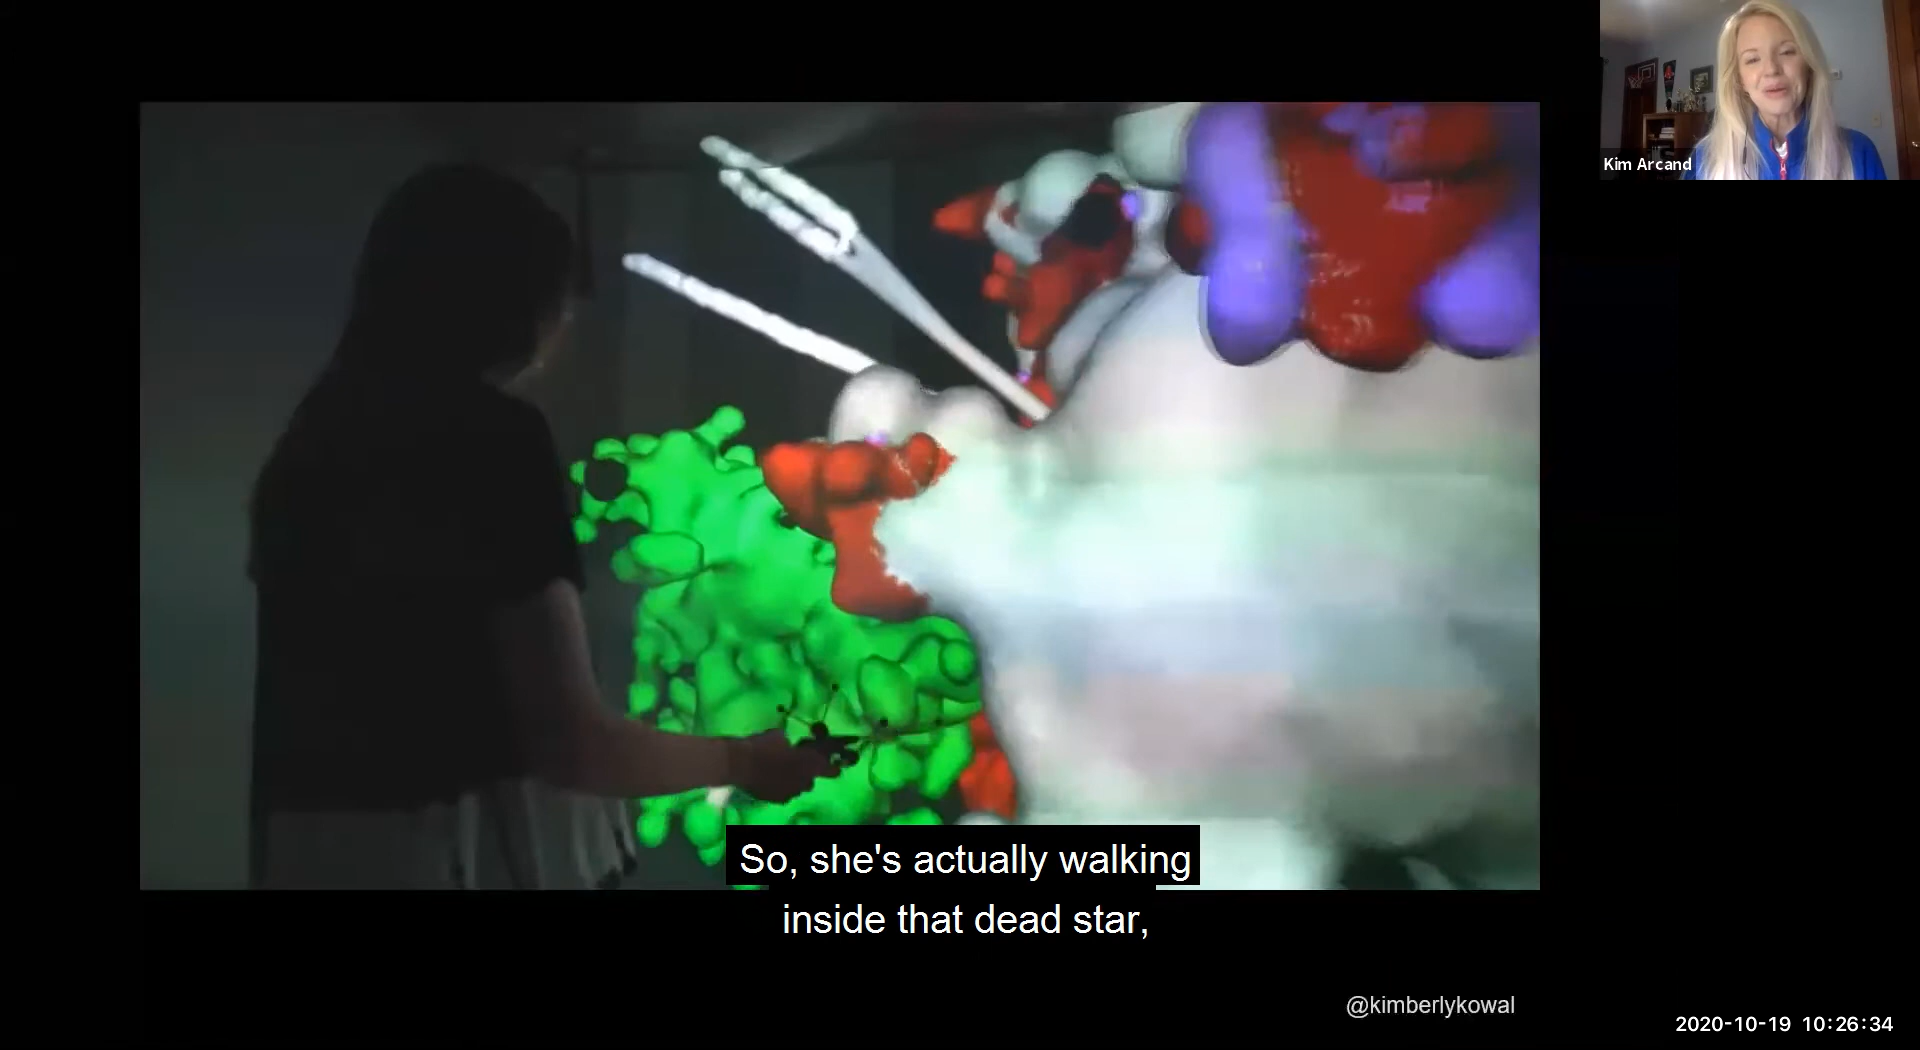 Kim Arcand
So, she's actually walking
inside that dead star,
@kimberlykowal
2020-10-19 10:26:34